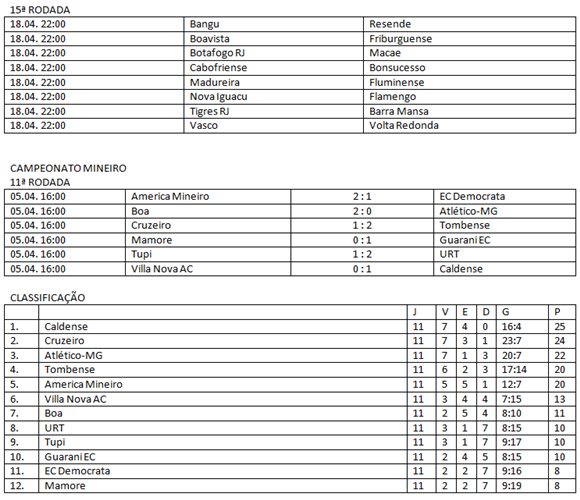 15ª RODADA
18.04. 22:00 Bangu Resende
18.04. 22:00 Boavista Friburguense
18.04. 22:00 Botafogo RJ Macae
18.04. 22:00 Cabofriense Bonsucesso
18.04. 22:00 Madureira Fluminense
18.04. 22:00 Nova Iguacu Flamengo
18.04. 22:00 Tigres RJ Barra Mansa
18.04. 22:00 Vasco Volta Redonda
CAMPEONATO MINEIRO
11ª RODADA
05.04. 16:00 America Mineiro 2 : 1 EC Democrata
05.04. 16:00 Boa 2 : 0 Atlético-MG
05.04. 16:00 Cruzeiro 1 : 2 Tombense
05.04. 16:00 Mamore 0 : 1 Guarani EC
05.04. 16:00 Tupi 1 : 2 URT
05.04. 16:00 Villa Nova AC 0 : 1 Caldense
CLASSIFICAÇÃO
J V E D G P
1. Caldense 11 7 4 0 16:4 25
2. Cruzeiro 11 7 3 1 23:7 24
3. Atlético-MG 11 7 1 3 20:7 22
4. Tombense 11 6 2 3 17:14 20
5. America Mineiro 11 5 5 1 12:7 20
6. Villa Nova AC 11 3 4 4 7:15 13
7. Boa 11 2 5 4 8:10 11
8. URT 11 3 1 7 8:15 10
9. Tupi 11 3 1 7 9:17 10
10. Guarani EC 11 2 4 5 8:15 10
11. EC Democrata 11 2 2 7 9:16 8
12. Mamore 11 2 2 7 9:19 8